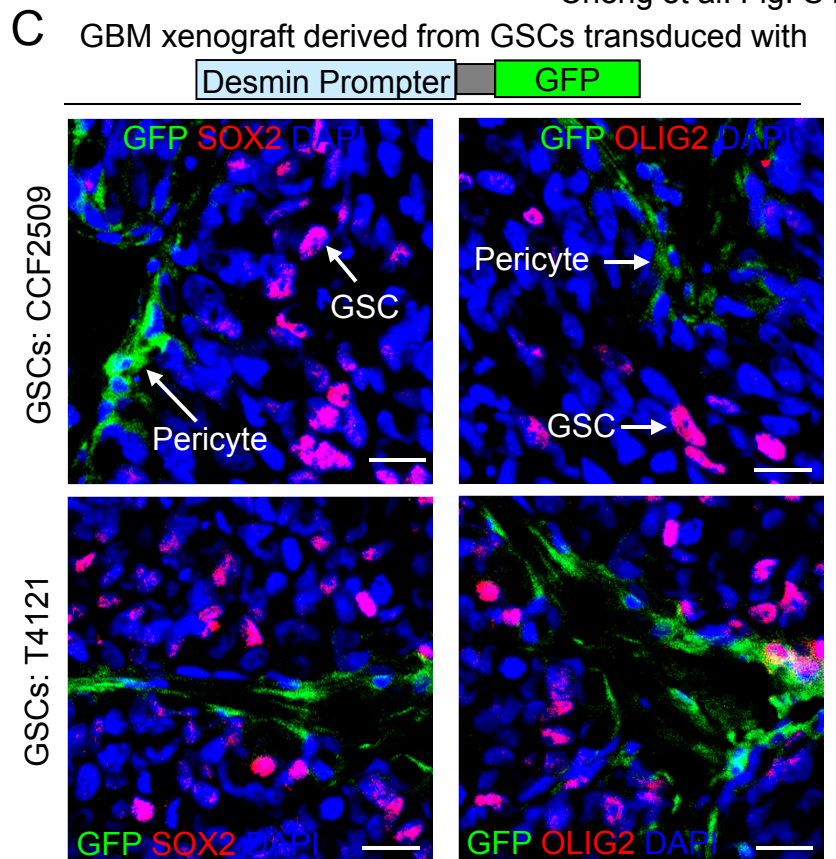 Cheng et al. Fig. S4
C
GBM xenograft derived from GSCs transduced with
Desmin Prompter GFP
GSCs: CCF2509
GFP SOX2 DAPI
GSC
Pericyte
GFP OLIG2 DAPI
Pericyte
GSC
GSCs: T4121
GFP SOX2 DAPI
GFP OLIG2 DAPI